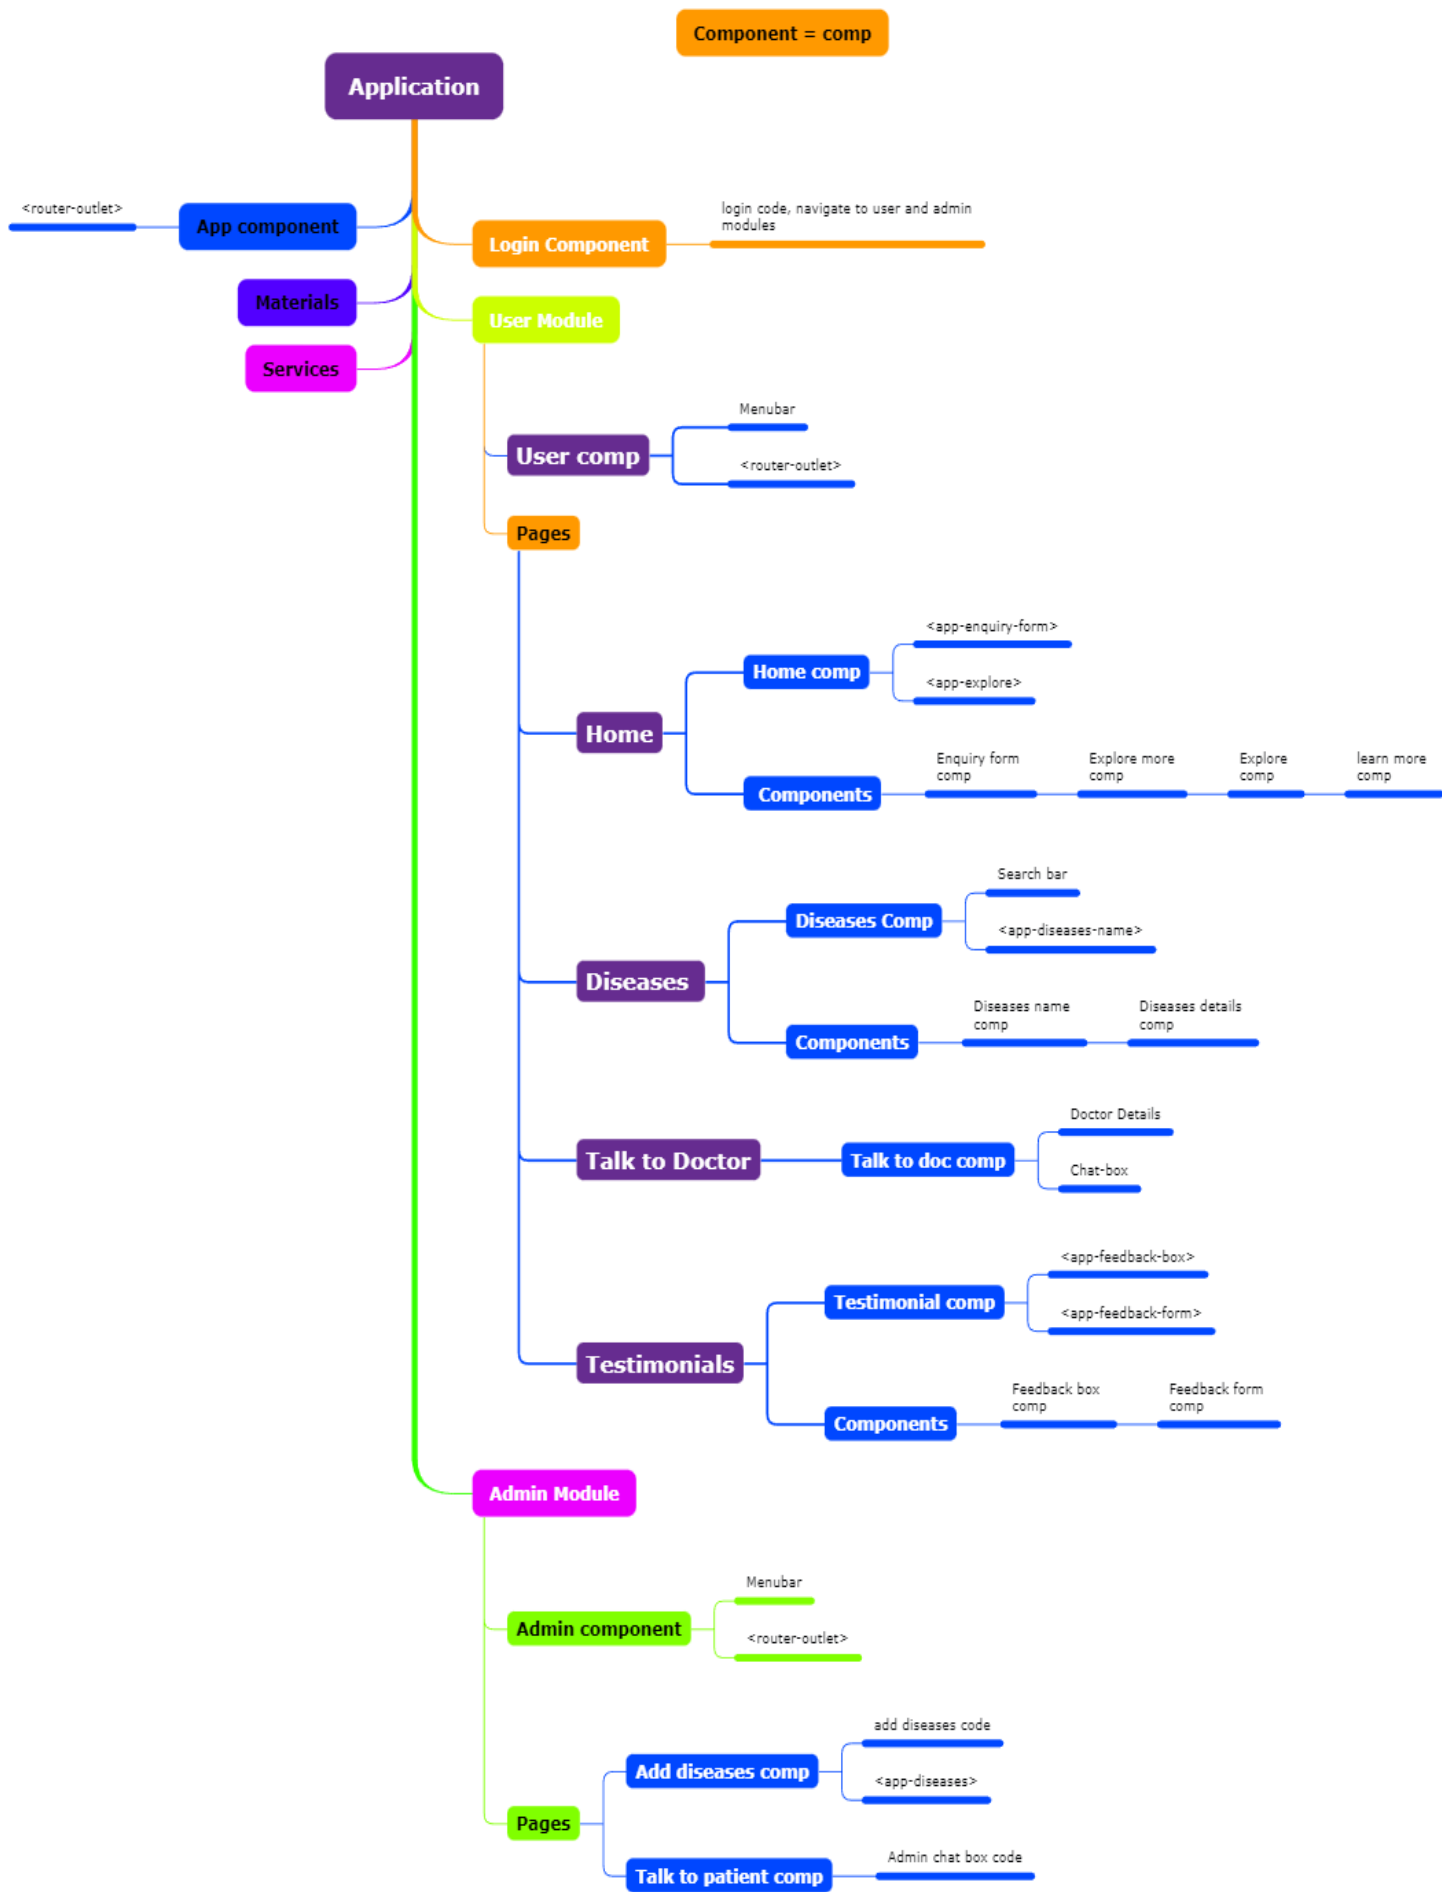 Component = comp
Application
<router-outlet>
App component
Materials
Services
Login Component
login code, navigate to user and admin
modules
User Module
User comp
Menubar
<router-outlet>
Pages
Home
Home comp
<app-enquiry-form>
<app-explore>
Components
Enquiry form
comp
Explore more
comp
Explore
comp
learn more
comp
Diseases
Diseases Comp
Search bar
<app-diseases-name>
Components
Diseases name
comp
Diseases details
comp
Talk to Doctor
Talk to doc comp
Doctor Details
Chat-box
Testimonials
Testimonial comp
<app-feedback-box>
<app-feedback-form>
Components
Feedback box
comp
Feedback form
comp
Admin Module
Admin component
Menubar
<router-outlet>
Pages
Add diseases comp
add diseases code
<app-diseases>
Talk to patient comp
Admin chat box code